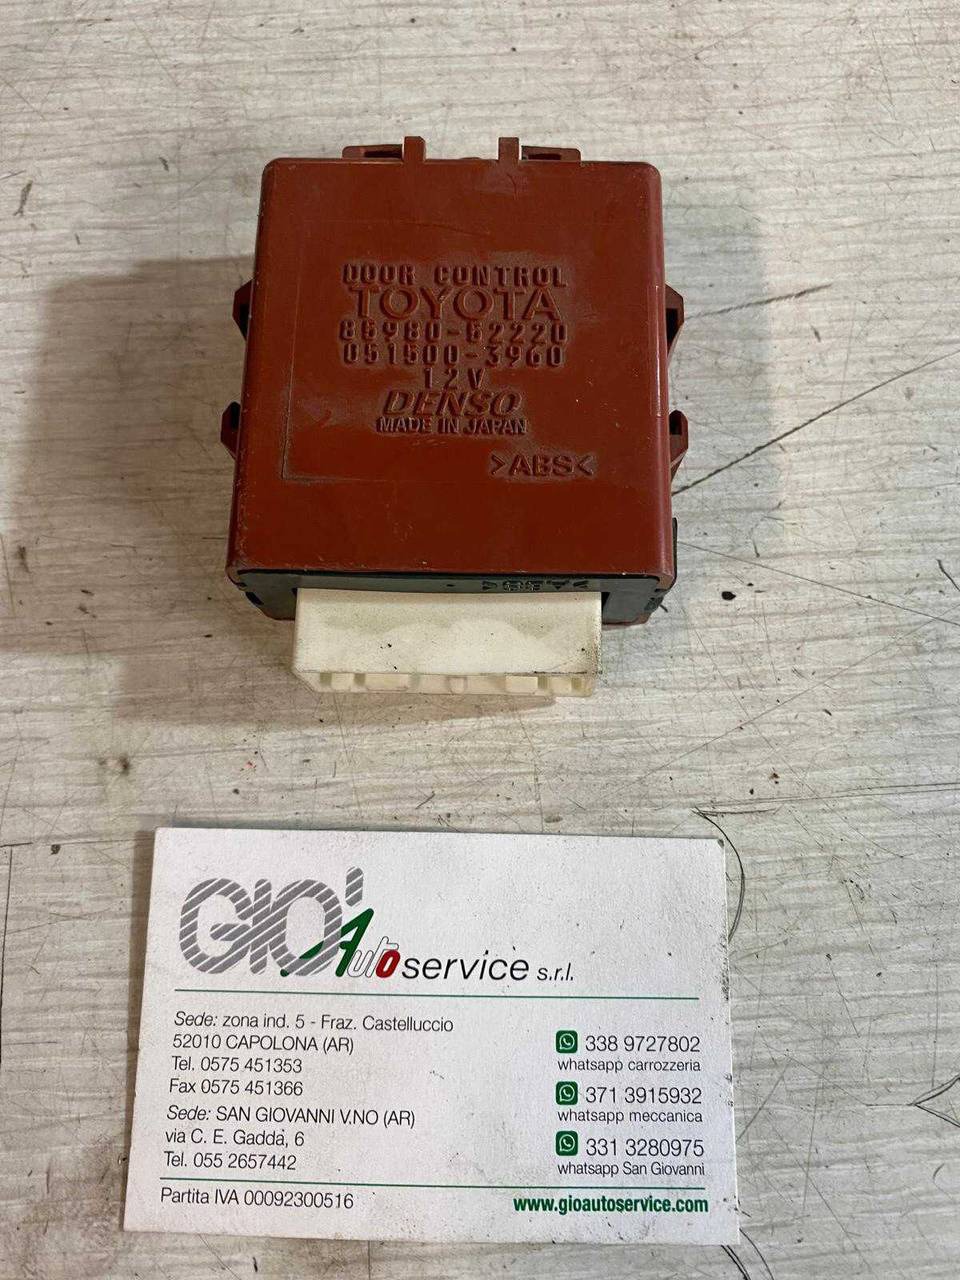 DOOR CONTROL
TOYOTA
85980-52220
051500-3960
12V
DENSO
MADE IN JAPAN
>ABS<
GIO' Auto service s.r.l.
Sede: zona ind. 5 - Fraz. Castelluccio
52010 CAPOLONA (AR)
Tel. 0575 451353
Fax 0575 451366
Sede: SAN GIOVANNI V.NO (AR)
via C. E. Gadda, 6
Tel. 055 2657442
338 9727802
whatsapp carrozzeria
371 3915932
whatsapp meccanica
331 3280975
whatsapp San Giovanni
Partita IVA 00092300516
www.gioautoservice.com